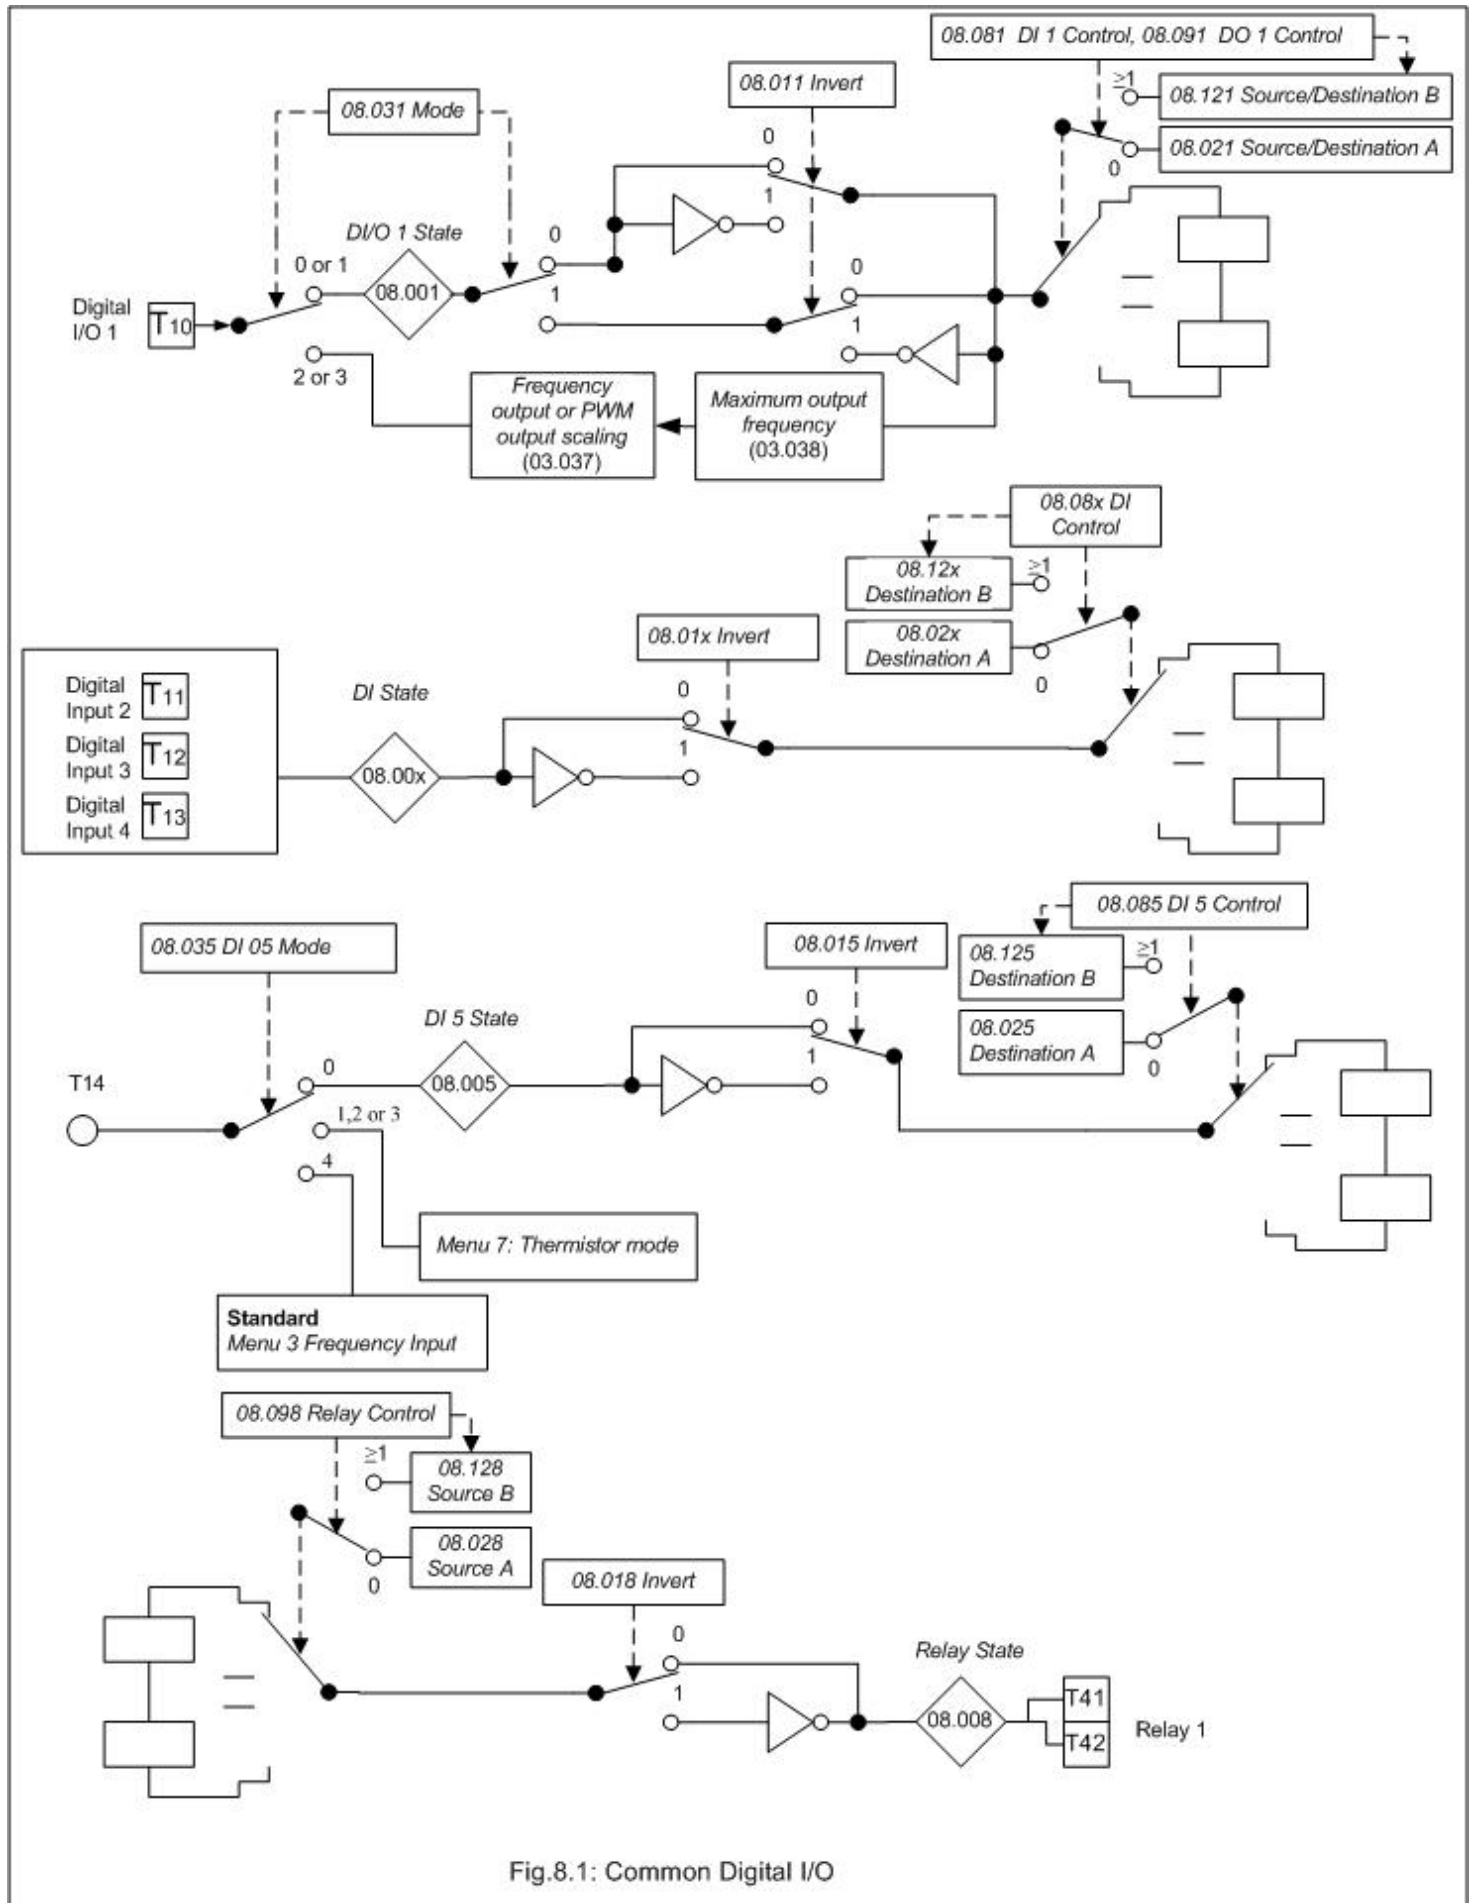 08.081 DI 1 Control, 08.091 DO 1 Control
08.011 Invert
≥1
08.121 Source/Destination B
08.031 Mode
0
08.021 Source/Destination A
0
1
DI/O 1 State
0
0 or 1
08.001
0
1
Digital
I/O 1
T10
1
2 or 3
Frequency
output or PWM
output scaling
(03.037)
Maximum output
frequency
(03.038)
08.08x DI
Control
08.12x
Destination B
≥1
08.01x Invert
08.02x
Destination A
0
Digital
Input 2
T11
DI State
0
1
Digital
Input 3
T12
08.00x
Digital
Input 4
T13
08.085 DI 5 Control
08.035 DI 05 Mode
08.015 Invert
08.125
Destination B
≥1
0
DI 5 State
08.025
Destination A
0
1
T14
0
08.005
1,2 or 3
4
Menu 7: Thermistor mode
Standard
Menu 3 Frequency Input
08.098 Relay Control
≥1
08.128
Source B
08.028
Source A
0
08.018 Invert
0
Relay State
1
08.008
T41
T42
Relay 1
Fig.8.1: Common Digital I/O